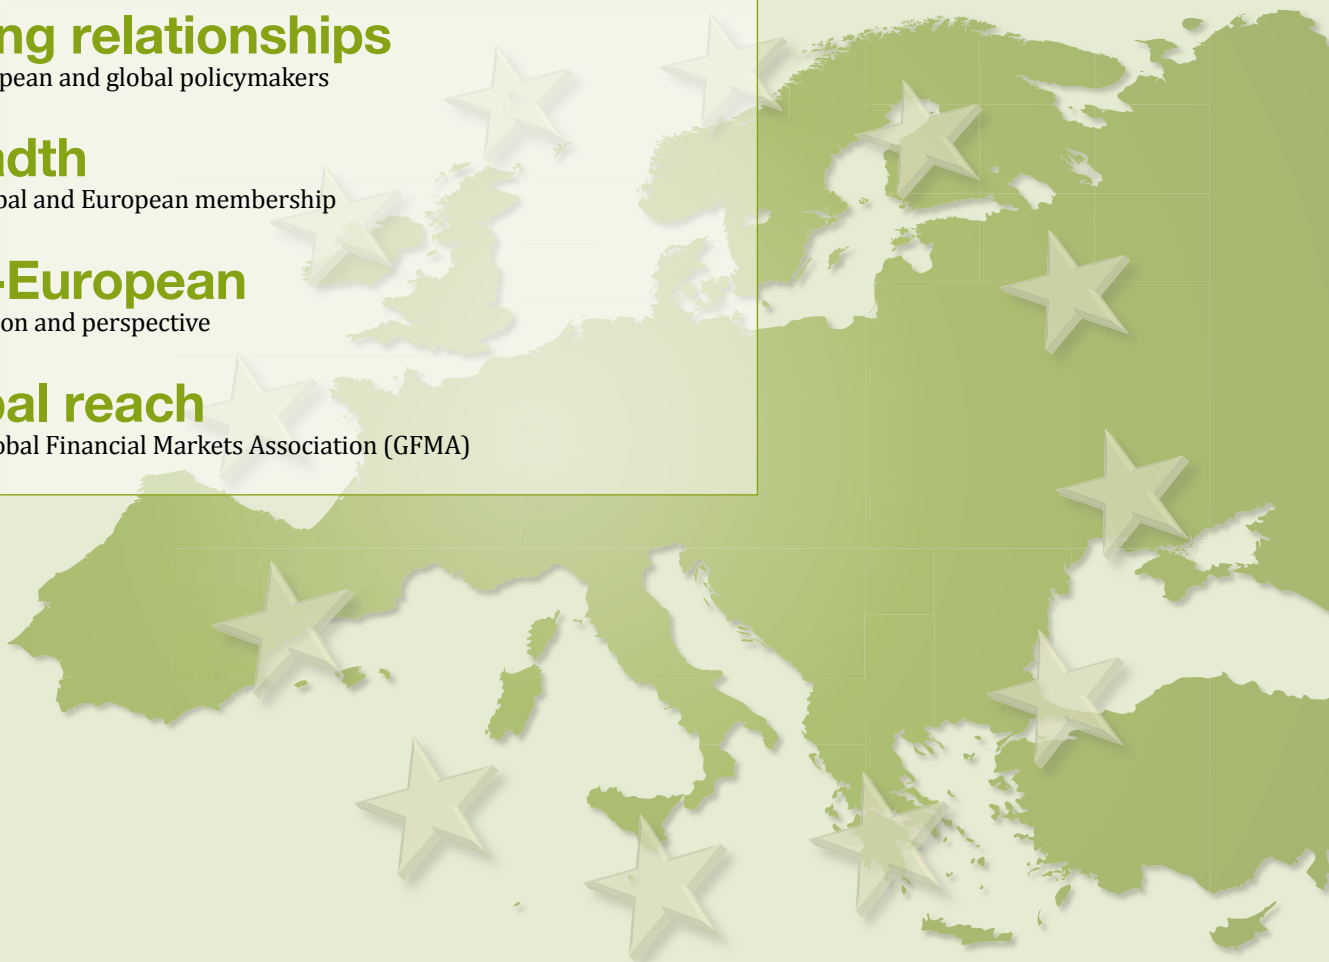 ng relationships
pean and global policymakers
dth
bal and European membership
-European
on and perspective
bal reach
obal Financial Markets Association (GFMA)